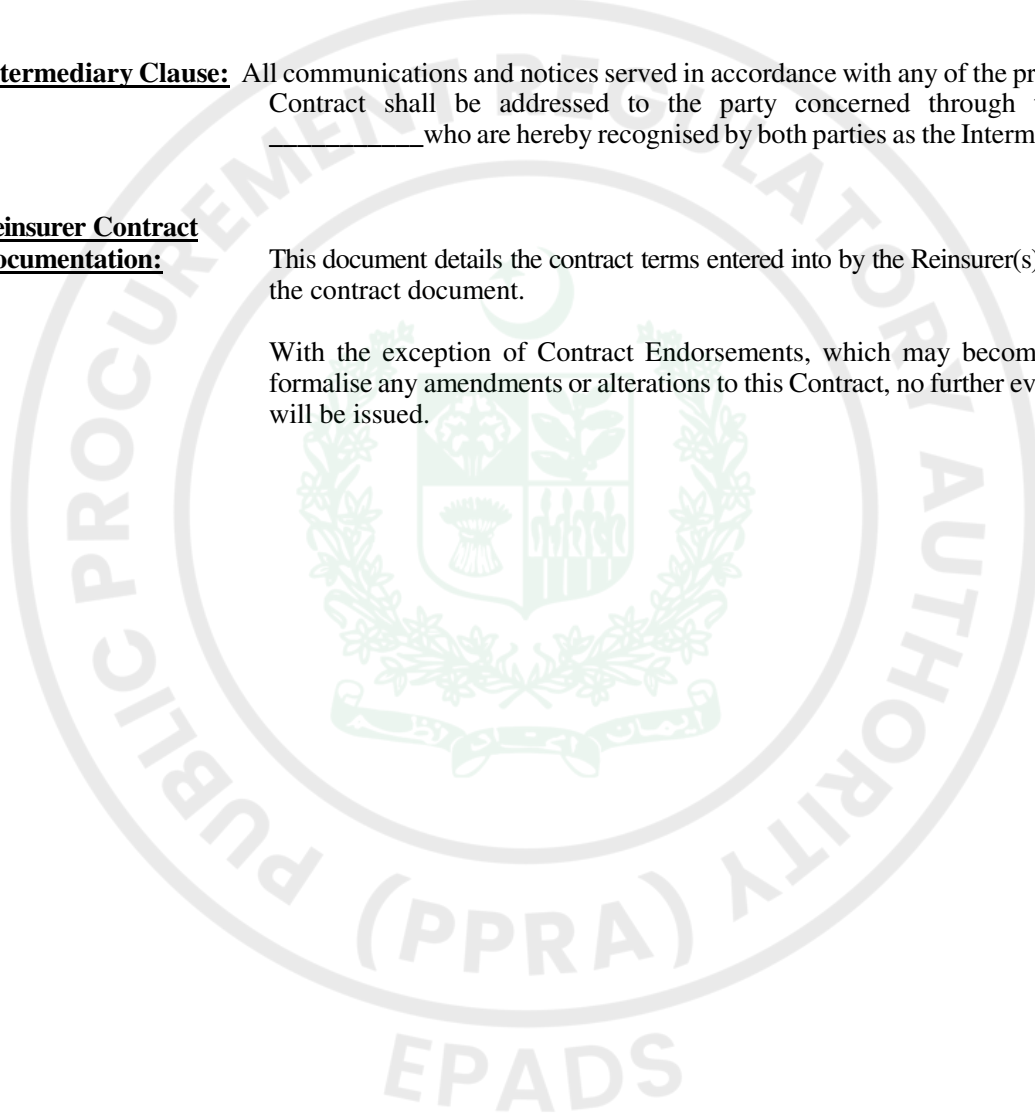 termediary Clause: All communications and notices served in accordance with any of the pr
Contract shall be addressed to the party concerned through
___________who are hereby recognised by both parties as the Interm
einsurer Contract
ocumentation: This document details the contract terms entered into by the Reinsurer(s)
the contract document.
With the exception of Contract Endorsements, which may becom
formalise any amendments or alterations to this Contract, no further ev
will be issued.
PUBLIC PROCUREMENT REGULATORY AUTHORITY
(PPRA)
EPADS